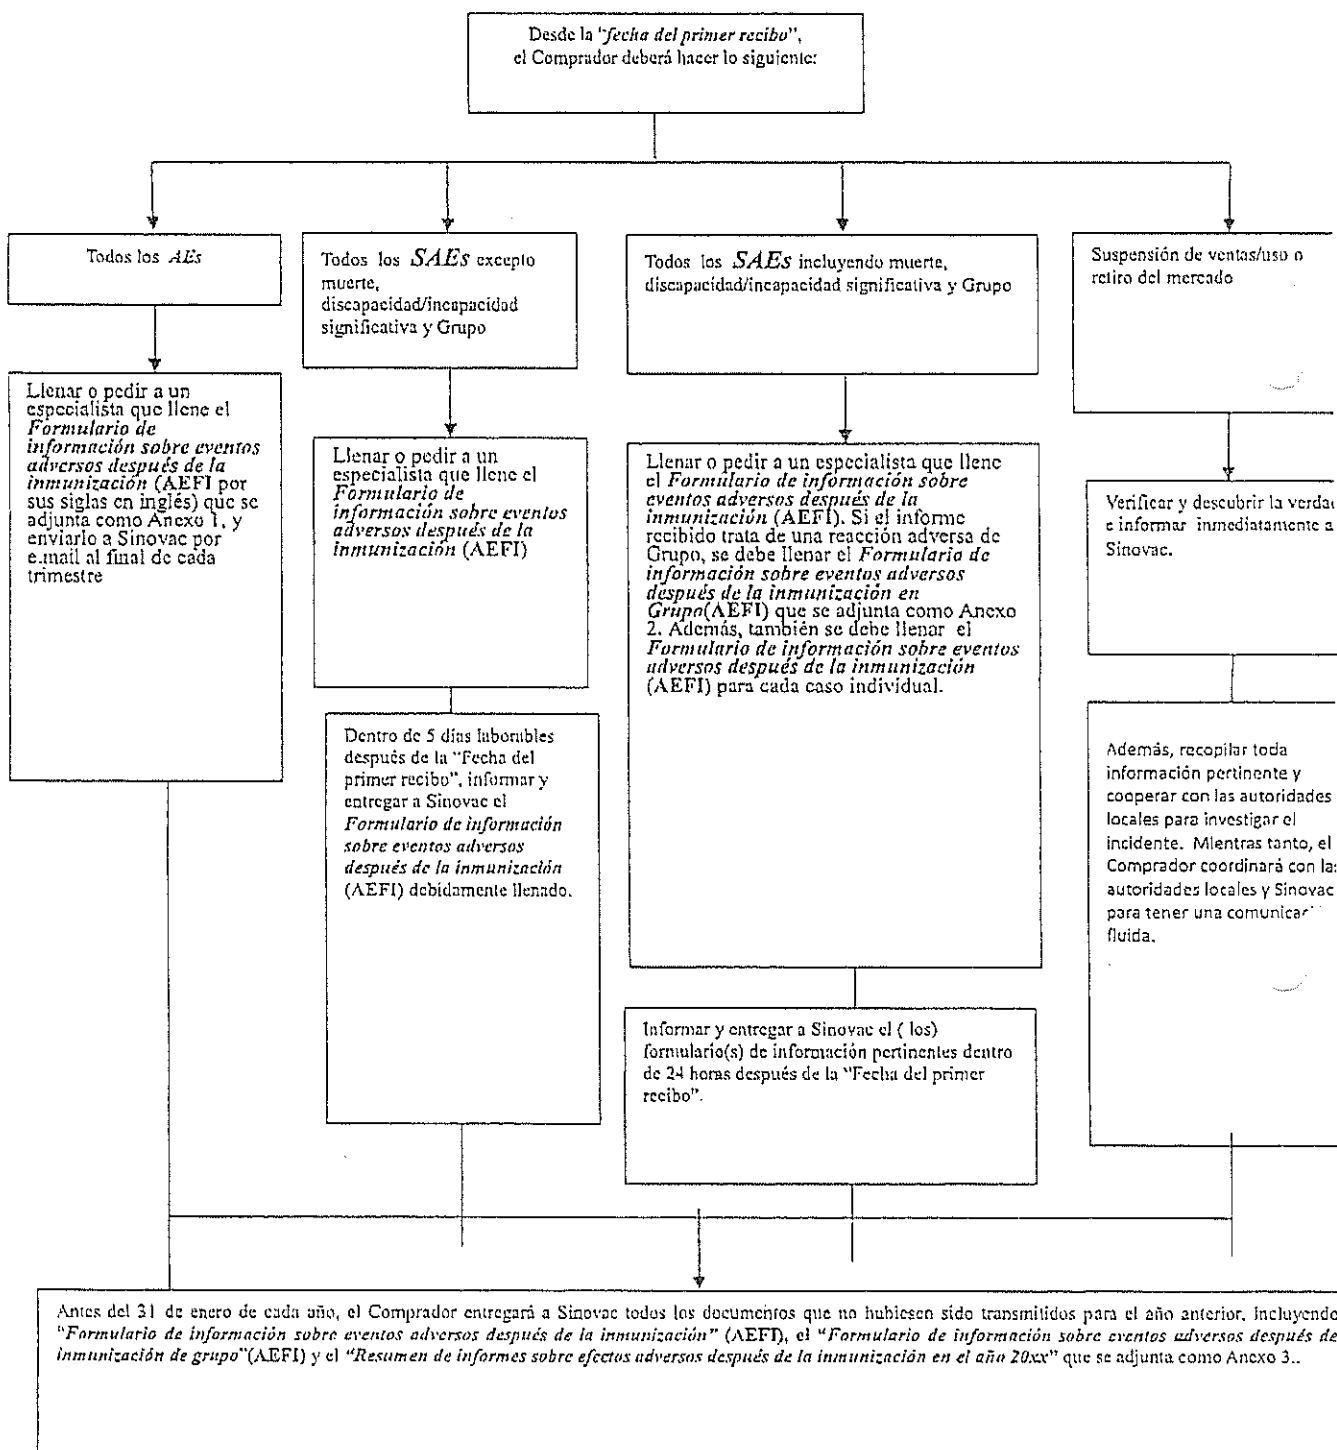 Desde la "fecha del primer recibo",
el Comprador deberá hacer lo siguiente:
Todos los AEs
Llenar o pedir a un
especialista que llene el
Formulario de
información sobre eventos
adversos después de la
inmunización (AEFI por
sus siglas en inglés) que se
adjunta como Anexo 1, y
enviarlo a Sinovac por
e.mail al final de cada
trimestre
Todos los SAEs excepto
muerte,
discapacidad/incapacidad
significativa y Grupo
Llenar o pedir a un
especialista que llene el
Formulario de
información sobre eventos
adversos después de la
inmunización (AEFI)
Dentro de 5 días laborables
después de la "Fecha del
primer recibo", informar y
entregar a Sinovac el
Formulario de información
sobre eventos adversos
después de la inmunización
(AEFI) debidamente llenado.
Todos los SAEs incluyendo muerte,
discapacidad/incapacidad significativa y Grupo
Llenar o pedir a un especialista que llene
el Formulario de información sobre
eventos adversos después de la
inmunización (AEFI). Si el informe
recibido trata de una reacción adversa de
Grupo, se debe llenar el Formulario de
información sobre eventos adversos
después de la inmunización en
Grupo(AEFI) que se adjunta como Anexo
2. Además, también se debe llenar el
Formulario de información sobre eventos
adversos después de la inmunización
(AEFI) para cada caso individual.
Informar y entregar a Sinovac el ( los)
formulario(s) de información pertinentes dentro
de 24 horas después de la "Fecha del primer
recibo".
Suspensión de ventas/uso o
retiro del mercado
Verificar y descubrir la
e informar inmediatamente a
Sinovac.
Además, recopilar toda
información pertinente y
cooperar con las autoridades
locales para investigar el
incidente. Mientras tanto, el
Comprador coordinará con
autoridades locales y Sinovac
para tener una
fluida.
Antes del 31 de enero de cada año, el Comprador entregará a Sinovac todos los documentos que no hubiesen sido transmitidos para el año anterior, incluyendo
"Formulario de información sobre eventos adversos después de la inmunización" (AEFI), el "Formulario de información sobre eventos adversos después de
inmunización de grupo"(AEFI) y el "Resumen de informes sobre efectos adversos después de la inmunización en el año 20xx" que se adjunta como Anexo 3..